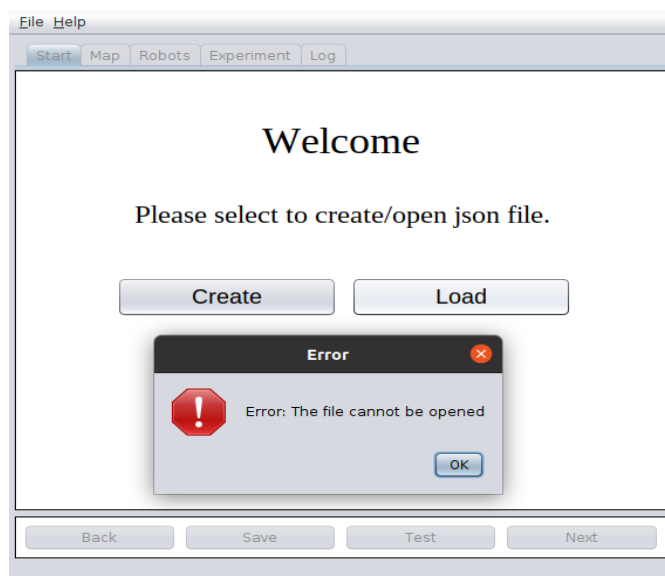 File Help
Start Map Robots Experiment Log
Welcome
Please select to create/open json file.
Create Load
Error
Error: The file cannot be opened
OK
Back Save Test Next